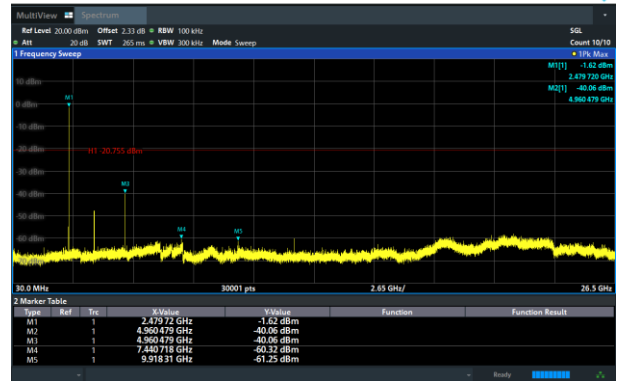 MultiView Spectrum
Ref Level 20.00 dBm Offset 2.33 dB RBW 100 kHz SGL
Att 20 dB SWT 265 ms VBW 300 kHz Mode Sweep Count 10/10
1 Frequency Sweep 1Pk Max
M1[1] -1.62 dBm
2.479 720 GHz
M2[1] -40.06 dBm
4.960 479 GHz
10 dBm
M1
0 dBm
-10 dBm
-20 dBm
H1 -20.755 dBm
-30 dBm
M3
-40 dBm
-50 dBm
M4
M5
-60 dBm
30.0 MHz 30001 pts 2.65 GHz/ 26.5 GHz
2 Marker Table
Type Ref Trc X-Value Y-Value Function Function Result
M1 1 2.479 72 GHz -1.62 dBm
M2 1 4.960 479 GHz -40.06 dBm
M3 1 4.960 479 GHz -40.06 dBm
M4 1 7.440 718 GHz -60.32 dBm
M5 1 9.918 31 GHz -61.25 dBm
Ready